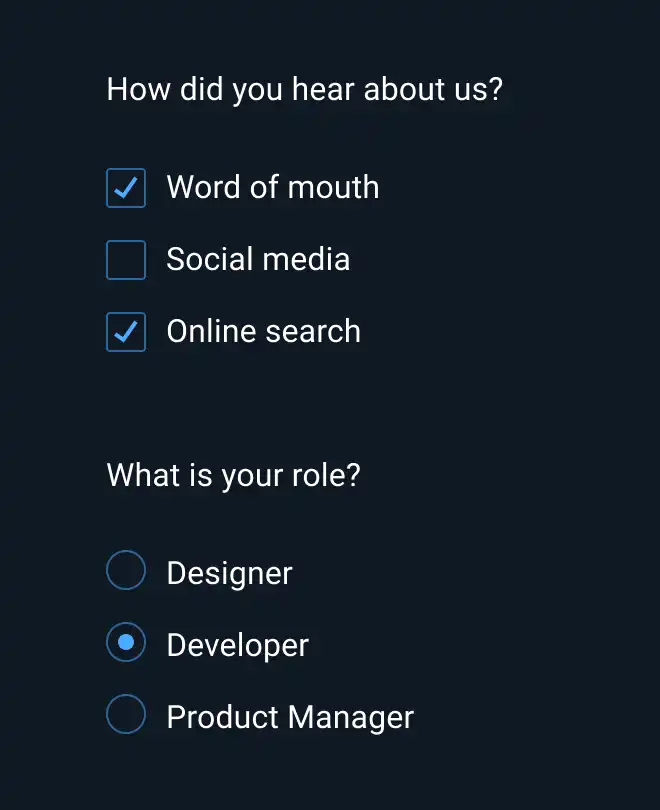 How did you hear about us?
Word of mouth
Social media
Online search
What is your role?
Designer
Developer
Product Manager